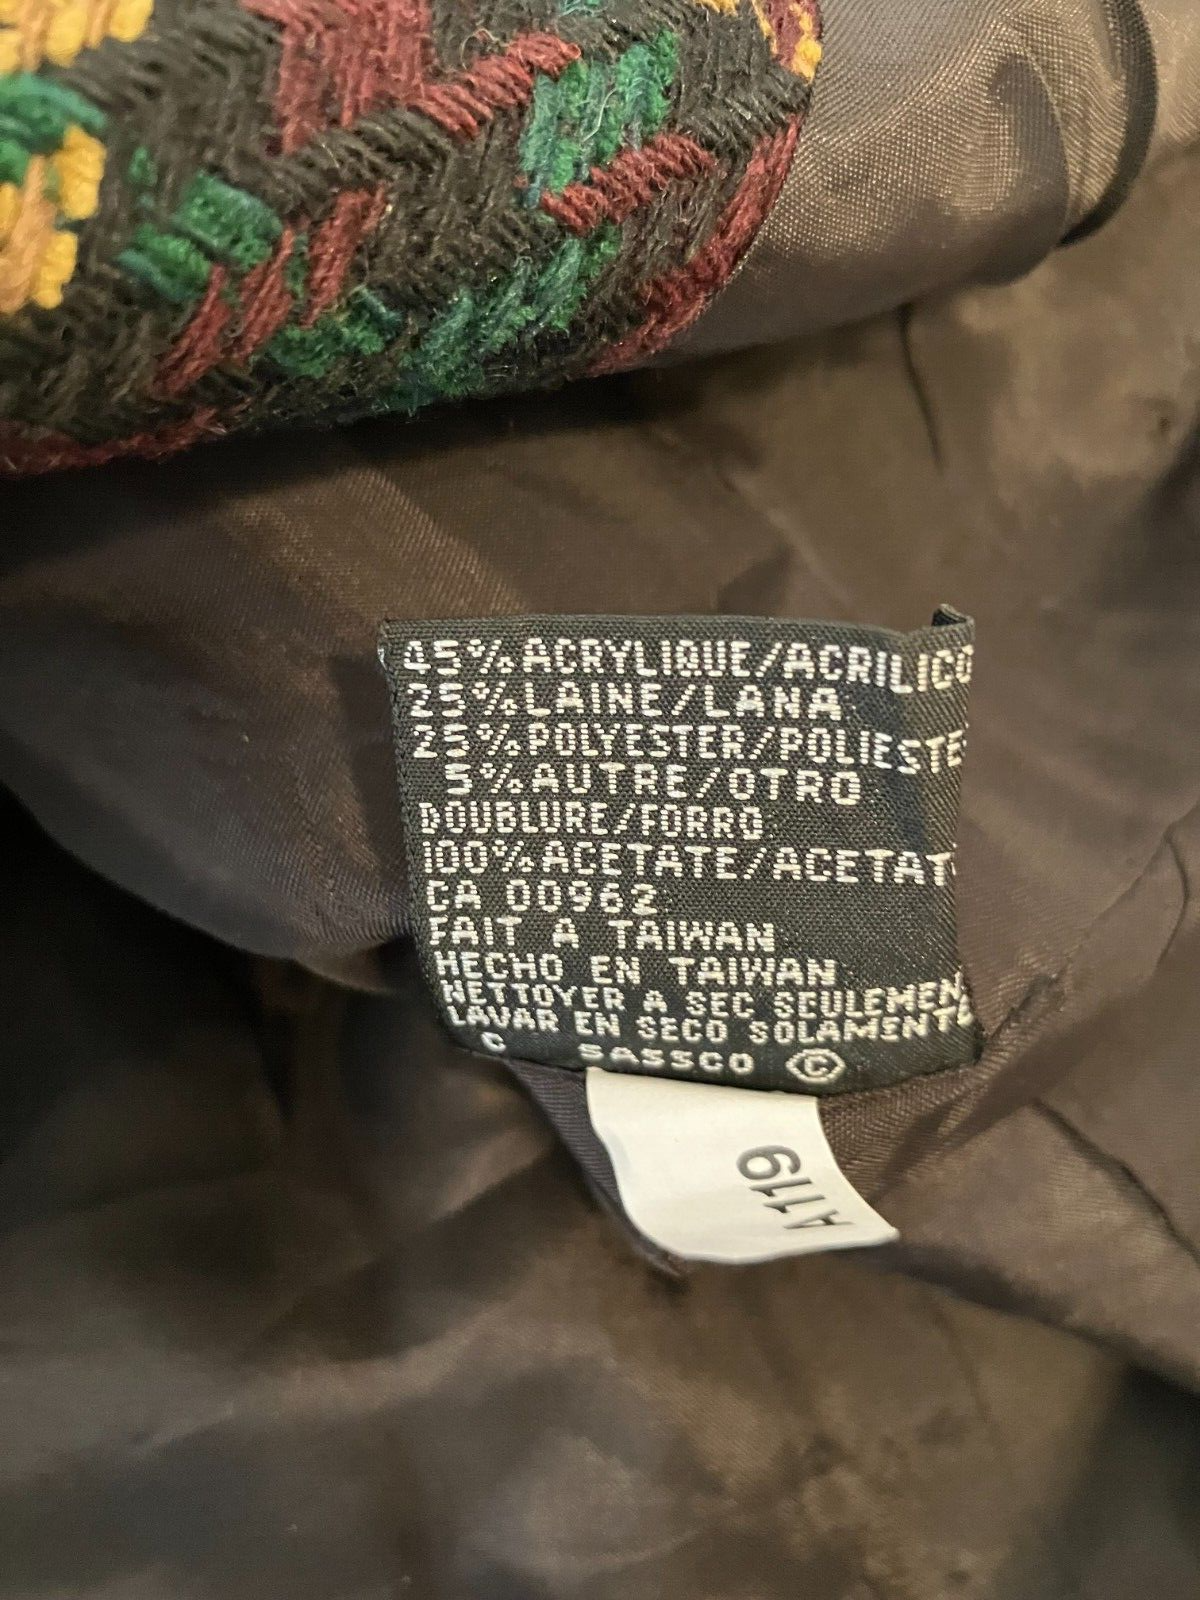 45% ACRYLIQUE/ACRILICO
25% LAINE/LANA
25% POLYESTER/POLIESTE
5% AUTRE/OTRO
DOUBLURE/FORRO
100% ACETATE/ACETAT
CA 00962
FAIT A TAIWAN
HECHO EN TAIWAN
NETTOYER A SEC SEULEMEN
LAVAR EN SECO SOLAMENTE
C SASSCO ©
A119